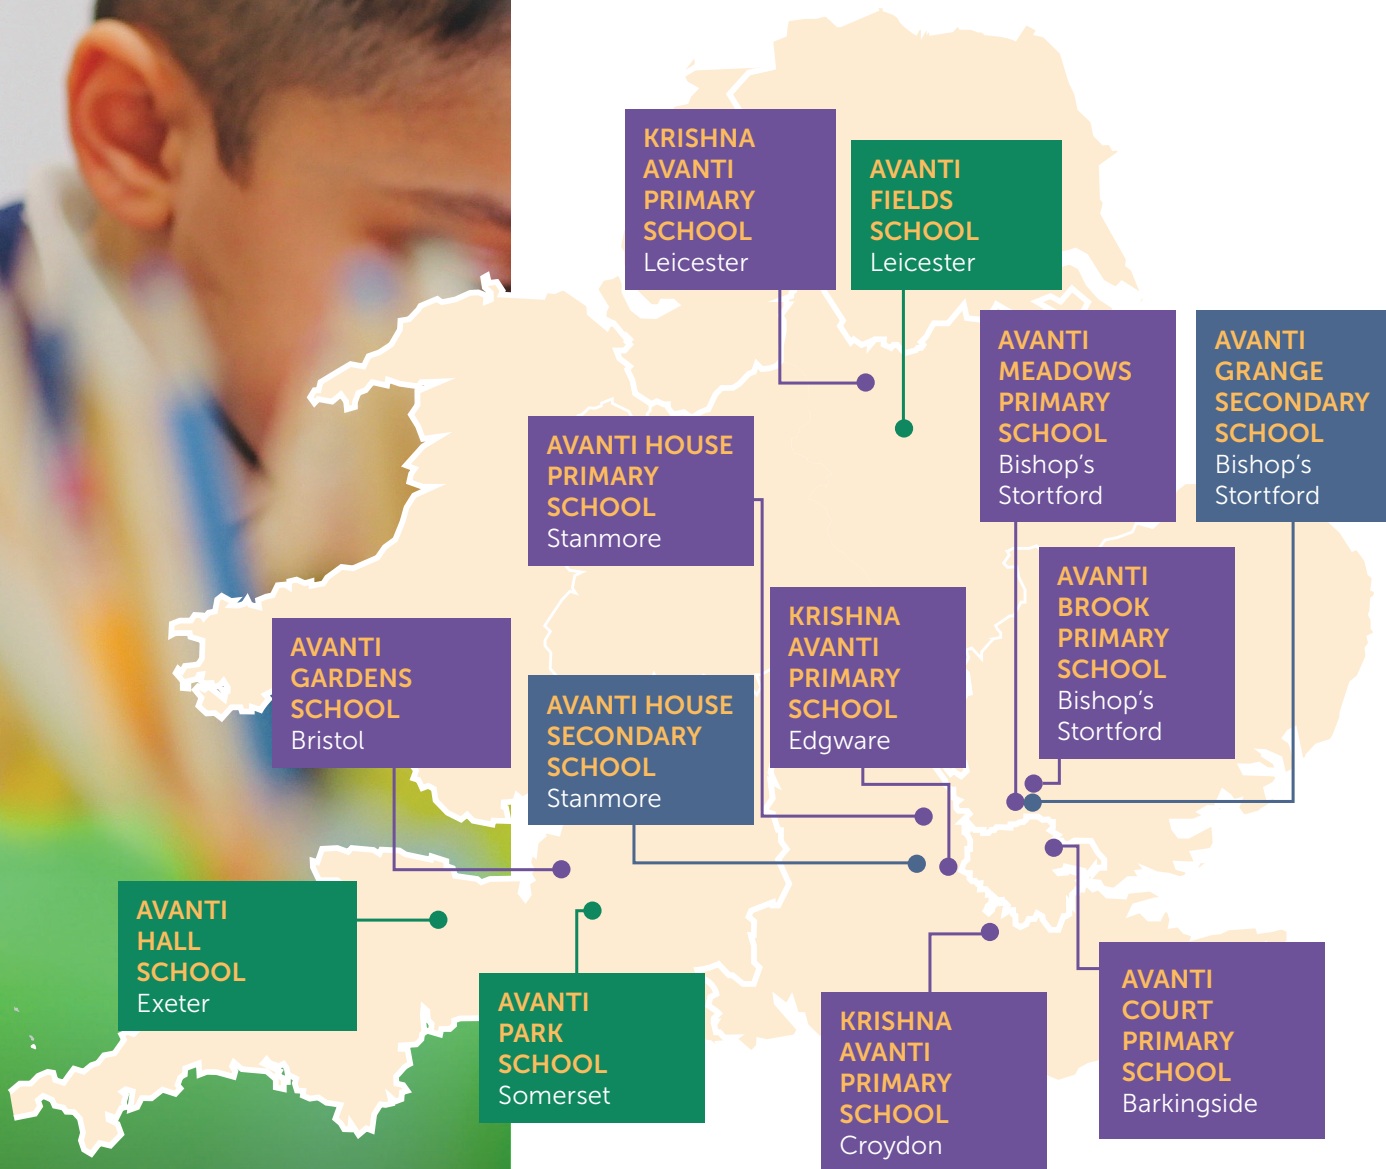 KRISHNA
AVANTI
PRIMARY
SCHOOL
Leicester
AVANTI
FIELDS
SCHOOL
Leicester
AVANTI
MEADOWS
PRIMARY
SCHOOL
Bishop's
Stortford
AVANTI
GRANGE
SECONDARY
SCHOOL
Bishop's
Stortford
AVANTI HOUSE
PRIMARY
SCHOOL
Stanmore
AVANTI
BROOK
PRIMARY
SCHOOL
Bishop's
Stortford
KRISHNA
AVANTI
PRIMARY
SCHOOL
Edgware
AVANTI
GARDENS
SCHOOL
Bristol
AVANTI HOUSE
SECONDARY
SCHOOL
Stanmore
AVANTI
HALL
SCHOOL
Exeter
AVANTI
PARK
SCHOOL
Somerset
KRISHNA
AVANTI
PRIMARY
SCHOOL
Croydon
AVANTI
COURT
PRIMARY
SCHOOL
Barkingside